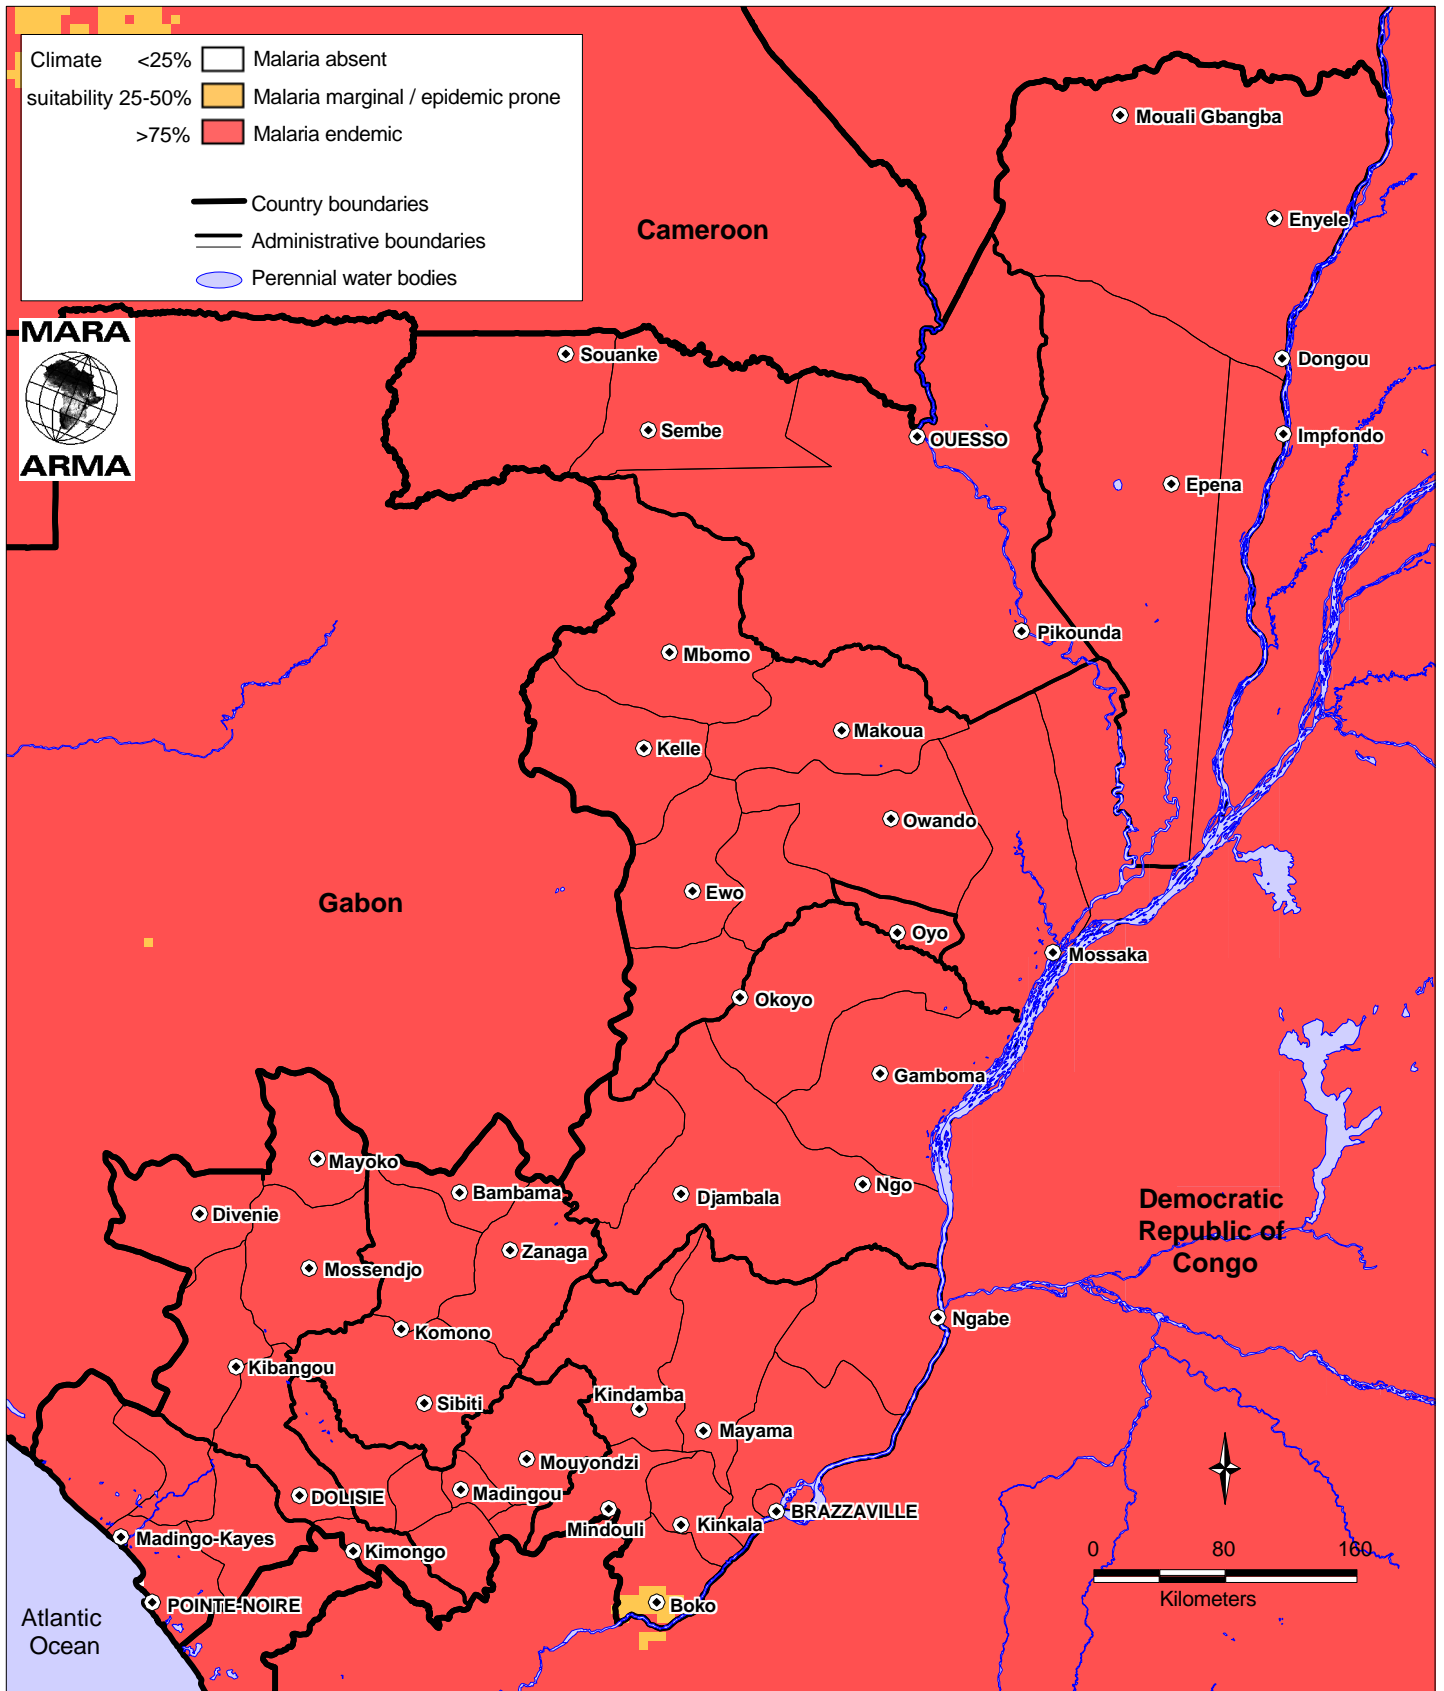 Climate <25% Malaria absent
suitability 25-50% Malaria marginal / epidemic prone
>75% Malaria endemic
Country boundaries
Administrative boundaries
Perennial water bodies
MARA
ARMA
Mouali Gbangba
Enyele
Cameroon
Souanke
Dongou
Sembe
OUESSO
Impfondo
Epena
Pikounda
Mbomo
Makoua
Kelle
Owando
Ewo
Gabon
Oyo
Mossaka
Okoyo
Gamboma
Mayoko
Bambama
Djambala
Ngo
Democratic
Republic of
Congo
Divenie
Zanaga
Mossendjo
Ngabe
Komono
Kibangou
Sibiti
Kindamba
Mayama
Mouyondzi
Madingou
DOLISIE
BRAZZAVILLE
Mindouli
Kinkala
Madingo-Kayes
Kimongo
0 80 160
Kilometers
POINTE-NOIRE
Boko
Atlantic
Ocean